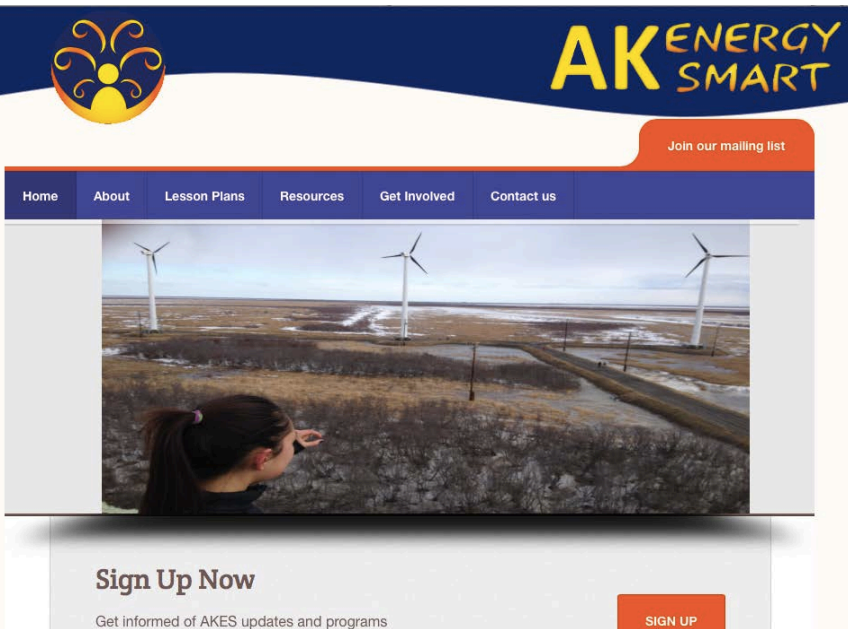 AK ENERGY
SMART
Join our mailing list
Home About Lesson Plans Resources Get Involved Contact us
Sign Up Now
Get informed of AKES updates and programs
SIGN UP